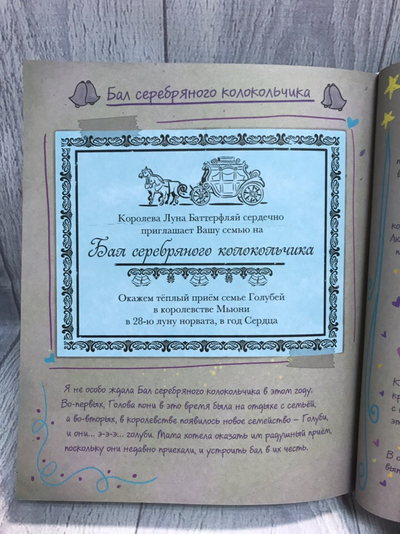 Бал серебряного колокольчика
Королева Луна Баттерфляй сердечно
приглашает Вашу семью на
Бал серебряного колокольчика
Окажем тёплый приём семье Голубей
в королевстве Мьюни
в 28-ю луну норвата, в год Сердца
Я не особо ждала Бал серебряного колокольчика в этом году.
Во-первых, Голова пони в это время была на отдыхе с семьёй,
а во-вторых, в королевстве появилось новое семейство – Голуби,
и они... э-э-э... голуби. Мама хотела оказать им радушный приём,
поскольку они недавно приехали, и устроить бал в их честь.